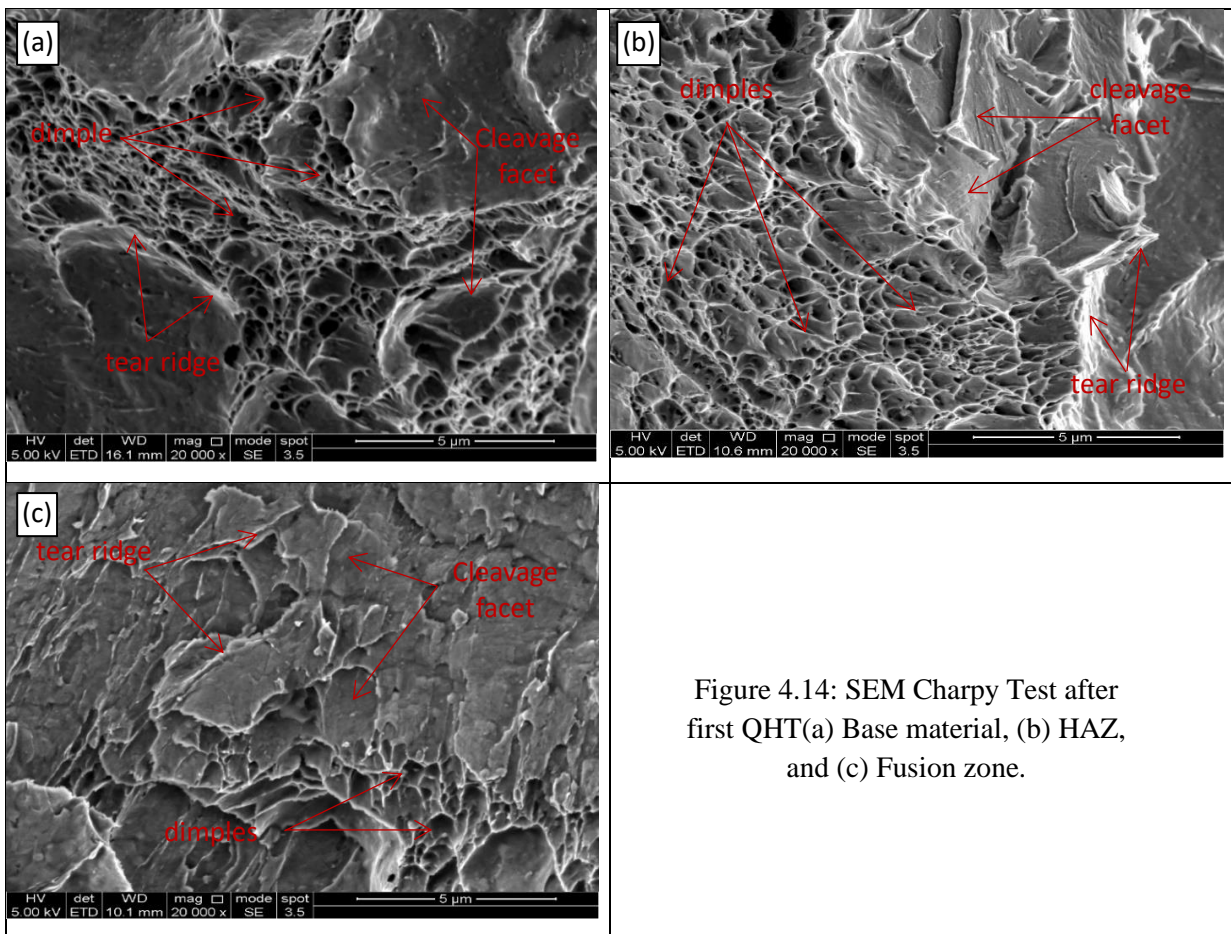 (a)
dimple
Cleavage
facet
tear ridge
HV det WD mag □ mode spot
5.00 kV ETD 16.1 mm 20 000 x SE 3.5
5 µm
(b)
dimples
cleavage
facet
tear ridge
HV det WD mag □ mode spot
5.00 kV ETD 10.6 mm 20 000 x SE 3.5
5 µm
(c)
tear ridge
Cleavage
facet
dimples
HV det WD mag □ mode spot
5.00 kV ETD 10.1 mm 20 000 x SE 3.5
5 µm
Figure 4.14: SEM Charpy Test after
first QHT(a) Base material, (b) HAZ,
and (c) Fusion zone.